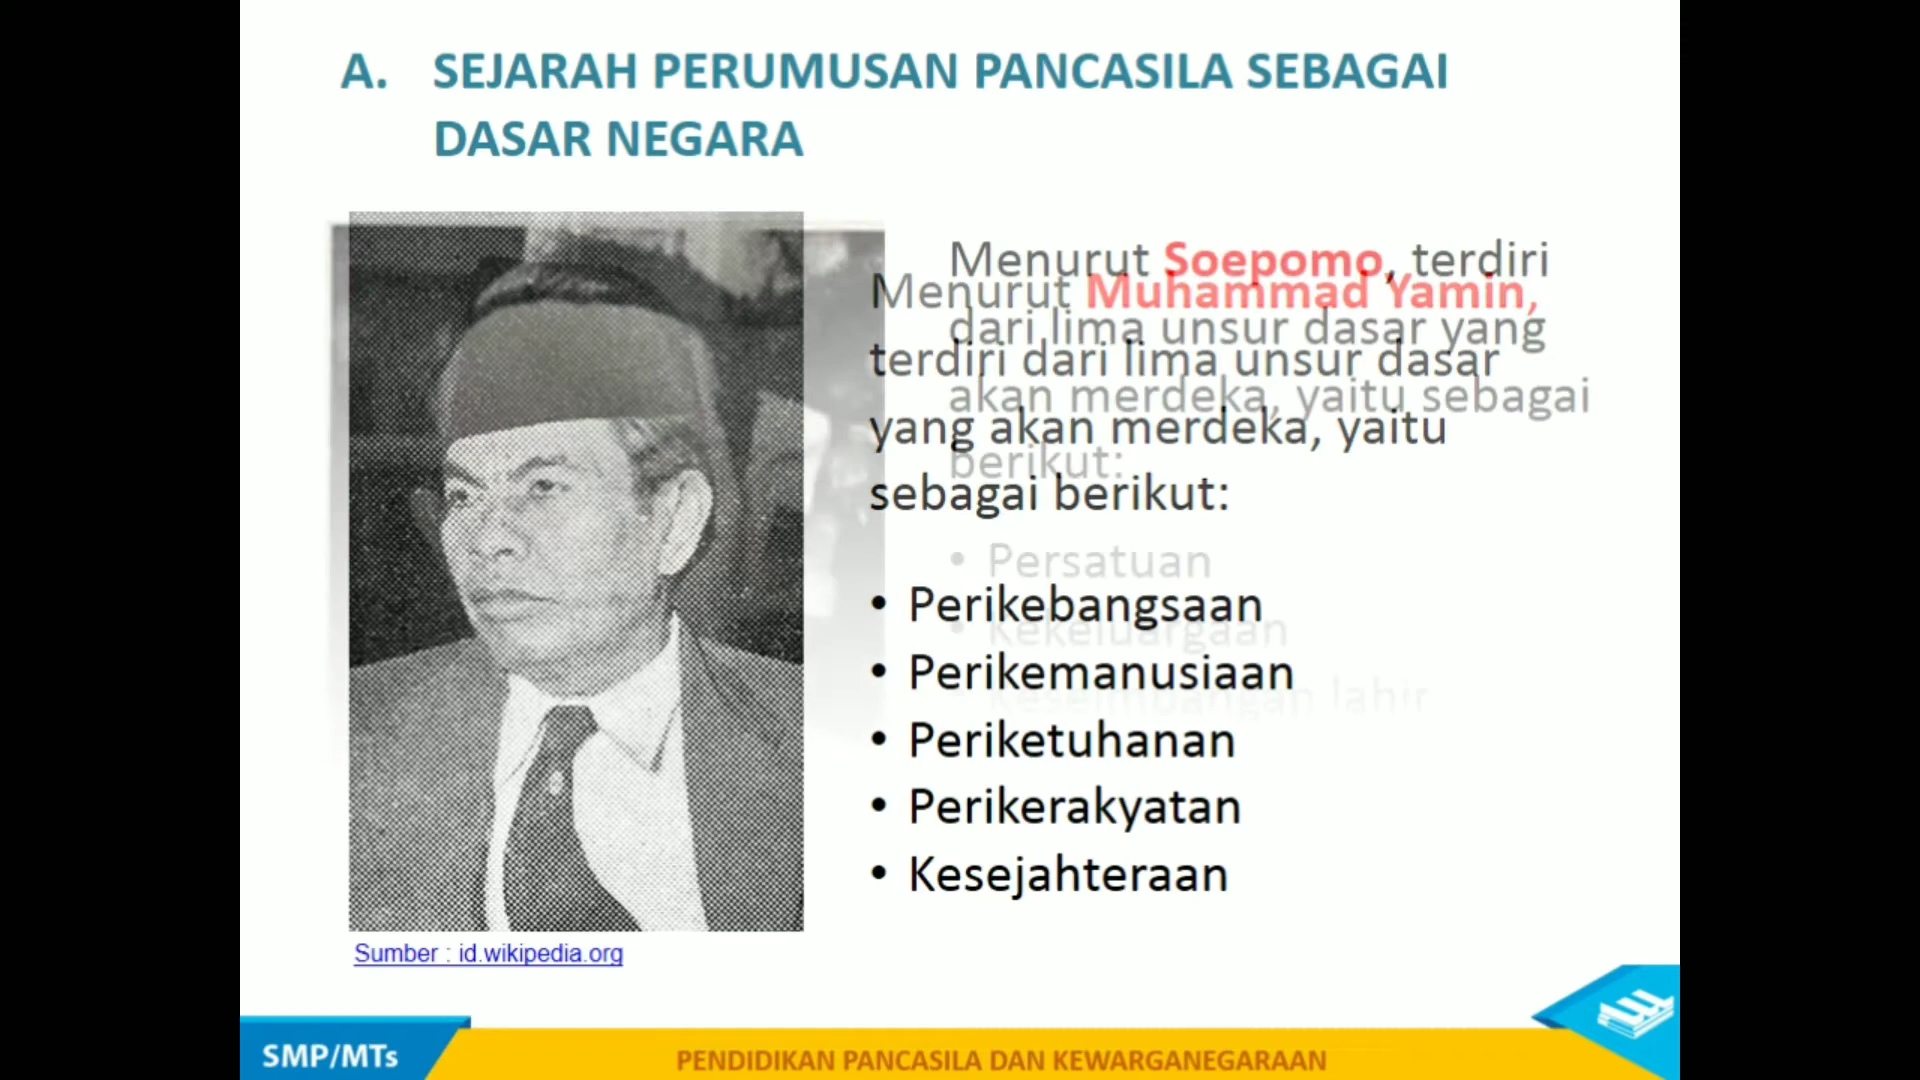 A. SEJARAH PERUMUSAN PANCASILA SEBAGAI
DASAR NEGARA
Menurut Soepomo, terdiri
dari lima unsur dasar yang
akan merdeka, yaitu sebagai
berikut:
• Persatuan
• Kekeluargaan
• Keseimbangan lahir
Menurut Muhammad Yamin,
terdiri dari lima unsur dasar
yang akan merdeka, yaitu
sebagai berikut:
• Perikebangsaan
• Perikemanusiaan
• Periketuhanan
• Perikerakyatan
• Kesejahteraan
Sumber : id.wikipedia.org
SMP/MTs
PENDIDIKAN PANCASILA DAN KEWARGANEGARAAN